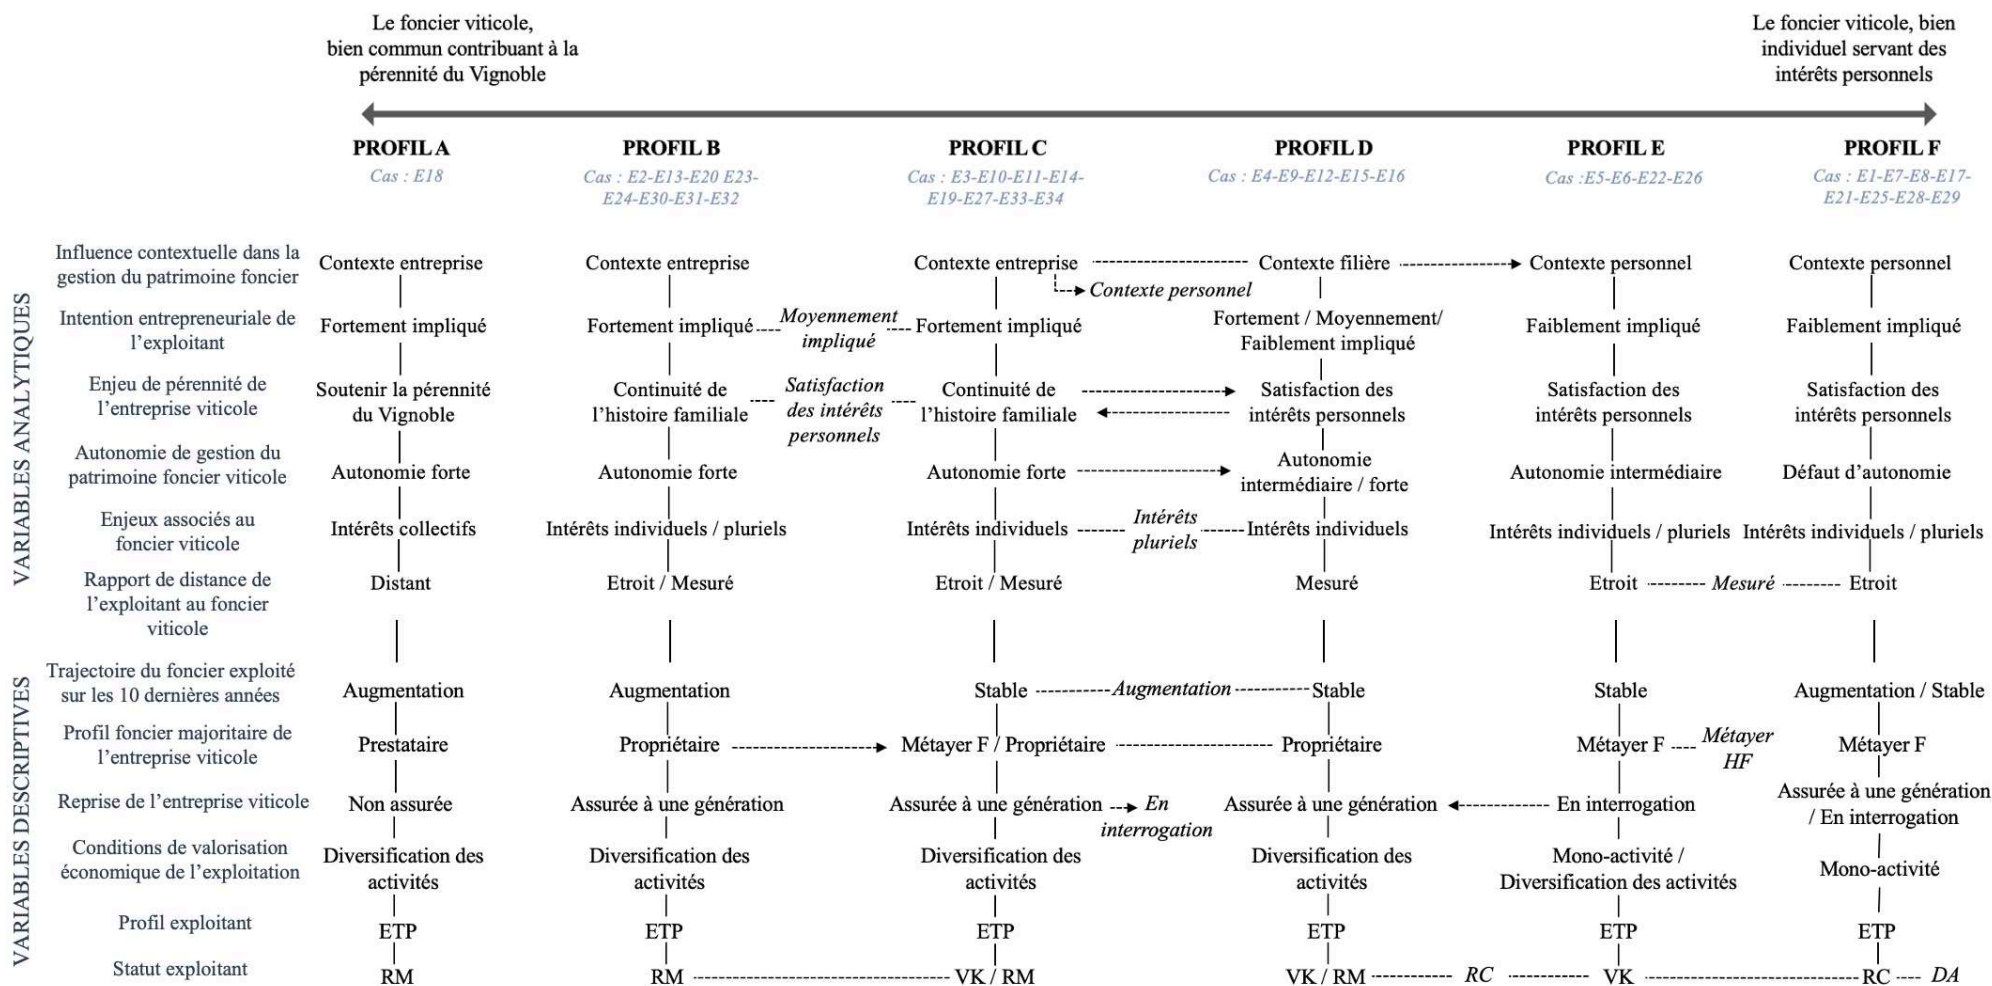 Le foncier viticole,
bien commun contribuant à la
pérennité du Vignoble
Le foncier viticole, bien
individuel servant des
intérêts personnels
PROFIL A
Cas : E18
PROFIL B
Cas : E2-E13-E20 E23-
E24-E30-E31-E32
PROFIL C
Cas : E3-E10-E11-E14-
E19-E27-E33-E34
PROFIL D
Cas : E4-E9-E12-E15-E16
PROFIL E
Cas :E5-E6-E22-E26
PROFIL F
Cas : E1-E7-E8-E17-
E21-E25-E28-E29
VARIABLES ANALYTIQUES
Influence contextuelle dans la
gestion du patrimoine foncier
Contexte entreprise
Contexte entreprise
Contexte entreprise
Contexte personnel
Contexte filière
Contexte personnel
Contexte personnel
Intention entrepreneuriale de
l'exploitant
Fortement impliqué
Fortement impliqué
Moyennement
impliqué
Fortement impliqué
Fortement / Moyennement/
Faiblement impliqué
Faiblement impliqué
Faiblement impliqué
Enjeu de pérennité de
l'entreprise viticole
Soutenir la pérennité
du Vignoble
Continuité de
l'histoire familiale
Satisfaction
des intérêts
personnels
Continuité de
l'histoire familiale
Satisfaction des
intérêts personnels
Satisfaction des
intérêts personnels
Satisfaction des
intérêts personnels
Autonomie de gestion du
patrimoine foncier viticole
Autonomie forte
Autonomie forte
Autonomie forte
Autonomie
intermédiaire / forte
Autonomie intermédiaire
Défaut d'autonomie
Enjeux associés au
foncier viticole
Intérêts collectifs
Intérêts individuels / pluriels
Intérêts individuels
Intérêts
pluriels
Intérêts individuels
Intérêts individuels / pluriels
Intérêts individuels / pluriels
Rapport de distance de
l'exploitant au foncier
viticole
Distant
Etroit / Mesuré
Etroit / Mesuré
Mesuré
Etroit
Mesuré
Etroit
VARIABLES DESCRIPTIVES
Trajectoire du foncier exploité
sur les 10 dernières années
Augmentation
Augmentation
Stable
Augmentation
Stable
Stable
Augmentation / Stable
Profil foncier majoritaire de
l'entreprise viticole
Prestataire
Propriétaire
Métayer F / Propriétaire
Propriétaire
Métayer F
Métayer
HF
Métayer F
Reprise de l'entreprise viticole
Non assurée
Assurée à une génération
Assurée à une génération
En
interrogation
Assurée à une génération
En interrogation
Assurée à une génération
/ En interrogation
Conditions de valorisation
économique de l'exploitation
Diversification des
activités
Diversification des
activités
Diversification des
activités
Diversification des
activités
Mono-activité /
Diversification des activités
Mono-activité
Profil exploitant
ETP
ETP
ETP
ETP
ETP
ETP
Statut exploitant
RM
RM
VK / RM
VK / RM
RC
VK
RC
DA